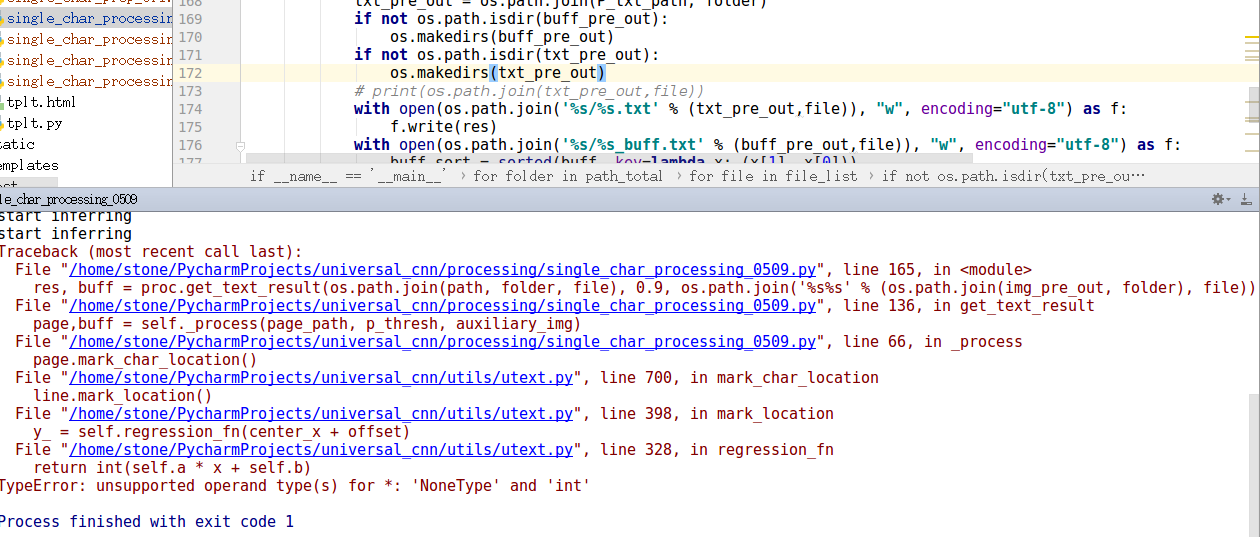 single_char_prep_ori
single_char_processin
single_char_processin
single_char_processin
single_char_processin
tplt.html
tplt.py
tatic
emplates
168 txt_pre_out = os.path.join(P_txt_path, folder)
169 if not os.path.isdir(buff_pre_out):
170 os.makedirs(buff_pre_out)
171 if not os.path.isdir(txt_pre_out):
172 os.makedirs(txt_pre_out)
173 # print(os.path.join(txt_pre_out,file))
174 with open(os.path.join('%s/%s.txt' % (txt_pre_out,file)), "w", encoding="utf-8") as f:
175 f.write(res)
176 with open(os.path.join('%s/%s_buff.txt' % (buff_pre_out,file)), "w", encoding="utf-8") as f:
177 buff_sort = sorted(buff, key=lambda x: (x[1], x[0]))
if __name__ == '__main__' › for folder in path_total › for file in file_list › if not os.path.isdir(txt_pre_ou…
le_char_processing_0509
start inferring
start inferring
Traceback (most recent call last):
File "/home/stone/PycharmProjects/universal_cnn/processing/single_char_processing_0509.py", line 165, in <module>
res, buff = proc.get_text_result(os.path.join(path, folder, file), 0.9, os.path.join('%s%s' % (os.path.join(img_pre_out, folder), file))
File "/home/stone/PycharmProjects/universal_cnn/processing/single_char_processing_0509.py", line 136, in get_text_result
page,buff = self._process(page_path, p_thresh, auxiliary_img)
File "/home/stone/PycharmProjects/universal_cnn/processing/single_char_processing_0509.py", line 66, in _process
page.mark_char_location()
File "/home/stone/PycharmProjects/universal_cnn/utils/utext.py", line 700, in mark_char_location
line.mark_location()
File "/home/stone/PycharmProjects/universal_cnn/utils/utext.py", line 398, in mark_location
y_ = self.regression_fn(center_x + offset)
File "/home/stone/PycharmProjects/universal_cnn/utils/utext.py", line 328, in regression_fn
return int(self.a * x + self.b)
TypeError: unsupported operand type(s) for *: 'NoneType' and 'int'
Process finished with exit code 1